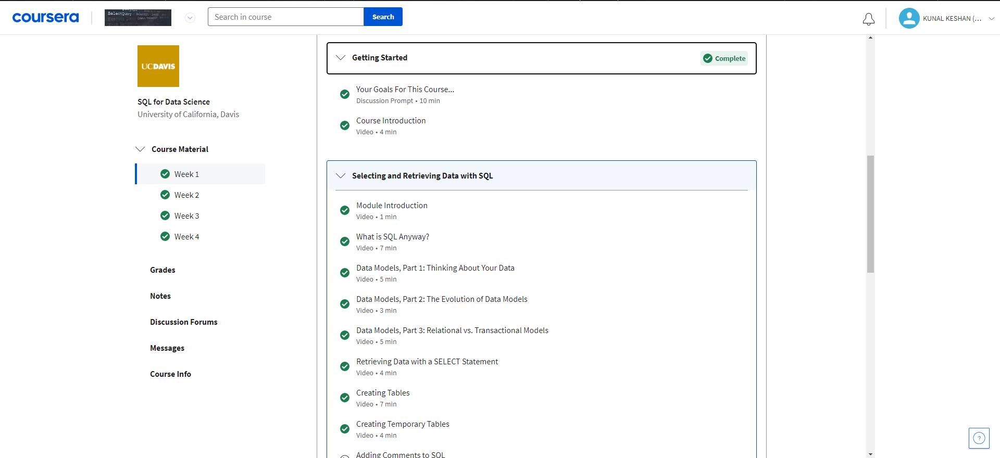 coursera
SelectQuery
Search in course
Search
KUNAL KESHAN (...
UCDAVIS
SQL for Data Science
University of California, Davis
Course Material
Week 1
Week 2
Week 3
Week 4
Grades
Notes
Discussion Forums
Messages
Course Info
Getting Started
Complete
Your Goals For This Course...
Discussion Prompt • 10 min
Course Introduction
Video • 4 min
Selecting and Retrieving Data with SQL
Module Introduction
Video • 1 min
What is SQL Anyway?
Video • 7 min
Data Models, Part 1: Thinking About Your Data
Video • 5 min
Data Models, Part 2: The Evolution of Data Models
Video • 3 min
Data Models, Part 3: Relational vs. Transactional Models
Video • 5 min
Retrieving Data with a SELECT Statement
Video • 4 min
Creating Tables
Video • 7 min
Creating Temporary Tables
Video • 4 min
Adding Comments to SQL
?